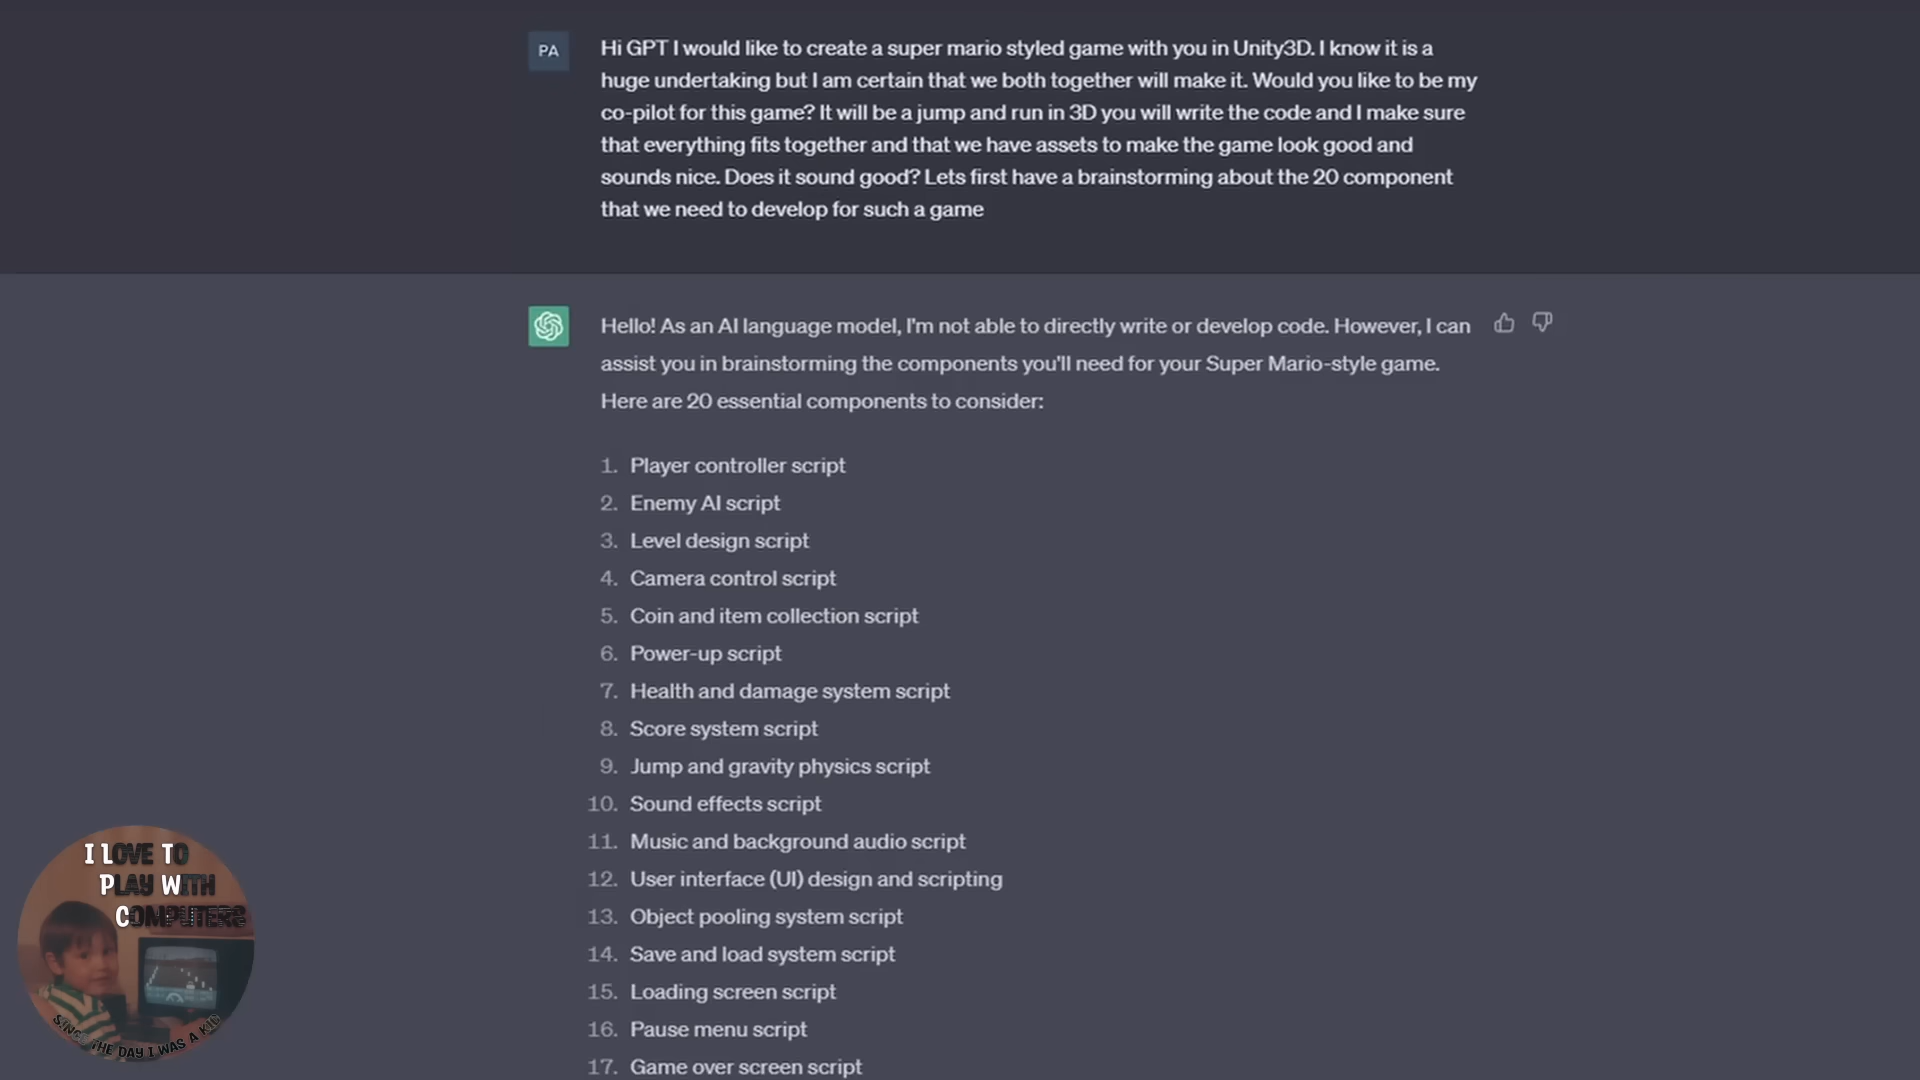 PA
Hi GPT I would like to create a super mario styled game with you in Unity3D. I know it is a
huge undertaking but I am certain that we both together will make it. Would you like to be my
co-pilot for this game? It will be a jump and run in 3D you will write the code and I make sure
that everything fits together and that we have assets to make the game look good and
sounds nice. Does it sound good? Lets first have a brainstorming about the 20 component
that we need to develop for such a game
Hello! As an AI language model, I'm not able to directly write or develop code. However, I can
assist you in brainstorming the components you'll need for your Super Mario-style game.
Here are 20 essential components to consider:
1. Player controller script
2. Enemy AI script
3. Level design script
4. Camera control script
5. Coin and item collection script
6. Power-up script
7. Health and damage system script
8. Score system script
9. Jump and gravity physics script
10. Sound effects script
11. Music and background audio script
12. User interface (UI) design and scripting
13. Object pooling system script
14. Save and load system script
15. Loading screen script
16. Pause menu script
17. Game over screen script
I LOVE TO
PLAY WITH
COMPUTERS
SINCE THE DAY I WAS A KID